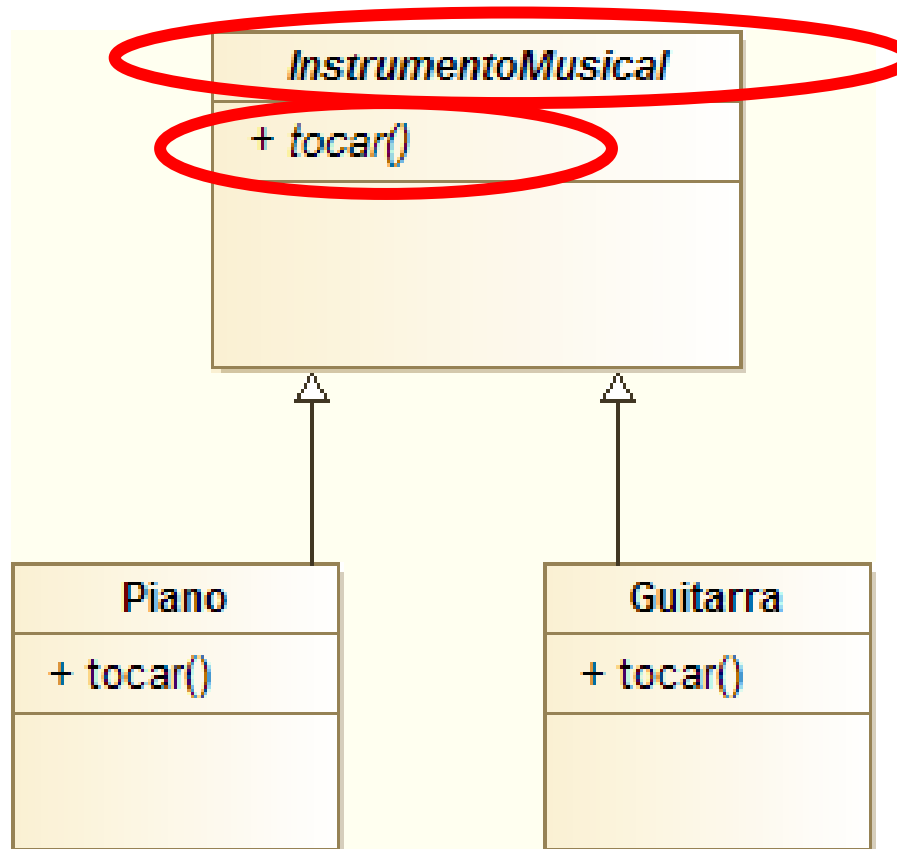 InstrumentoMusical
+ tocar()
Piano
+ tocar()
Guitarra
+ tocar()